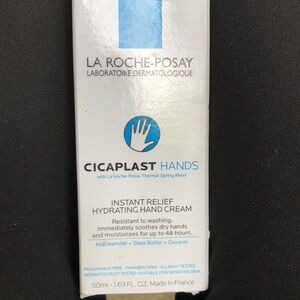 LA ROCHE-POSAY
LABORATOIRE DERMATOLOGIQUE
CICAPLAST HANDS
with La Roche-Posay Thermal Spring Water
INSTANT RELIEF
HYDRATING HAND CREAM
Resistant to washing.
Immediately soothes dry hands
and moisturizes for up to 48 hours.
Niacinamide + Shea Butter + Glycerin
FRAGRANCE FREE · PARABEN FREE · ALLERGY TESTED
DERMATOLOGIST TESTED · SUITABLE FOR SENSITIVE SKIN
50ml - 1.69 FL. OZ. Made in France